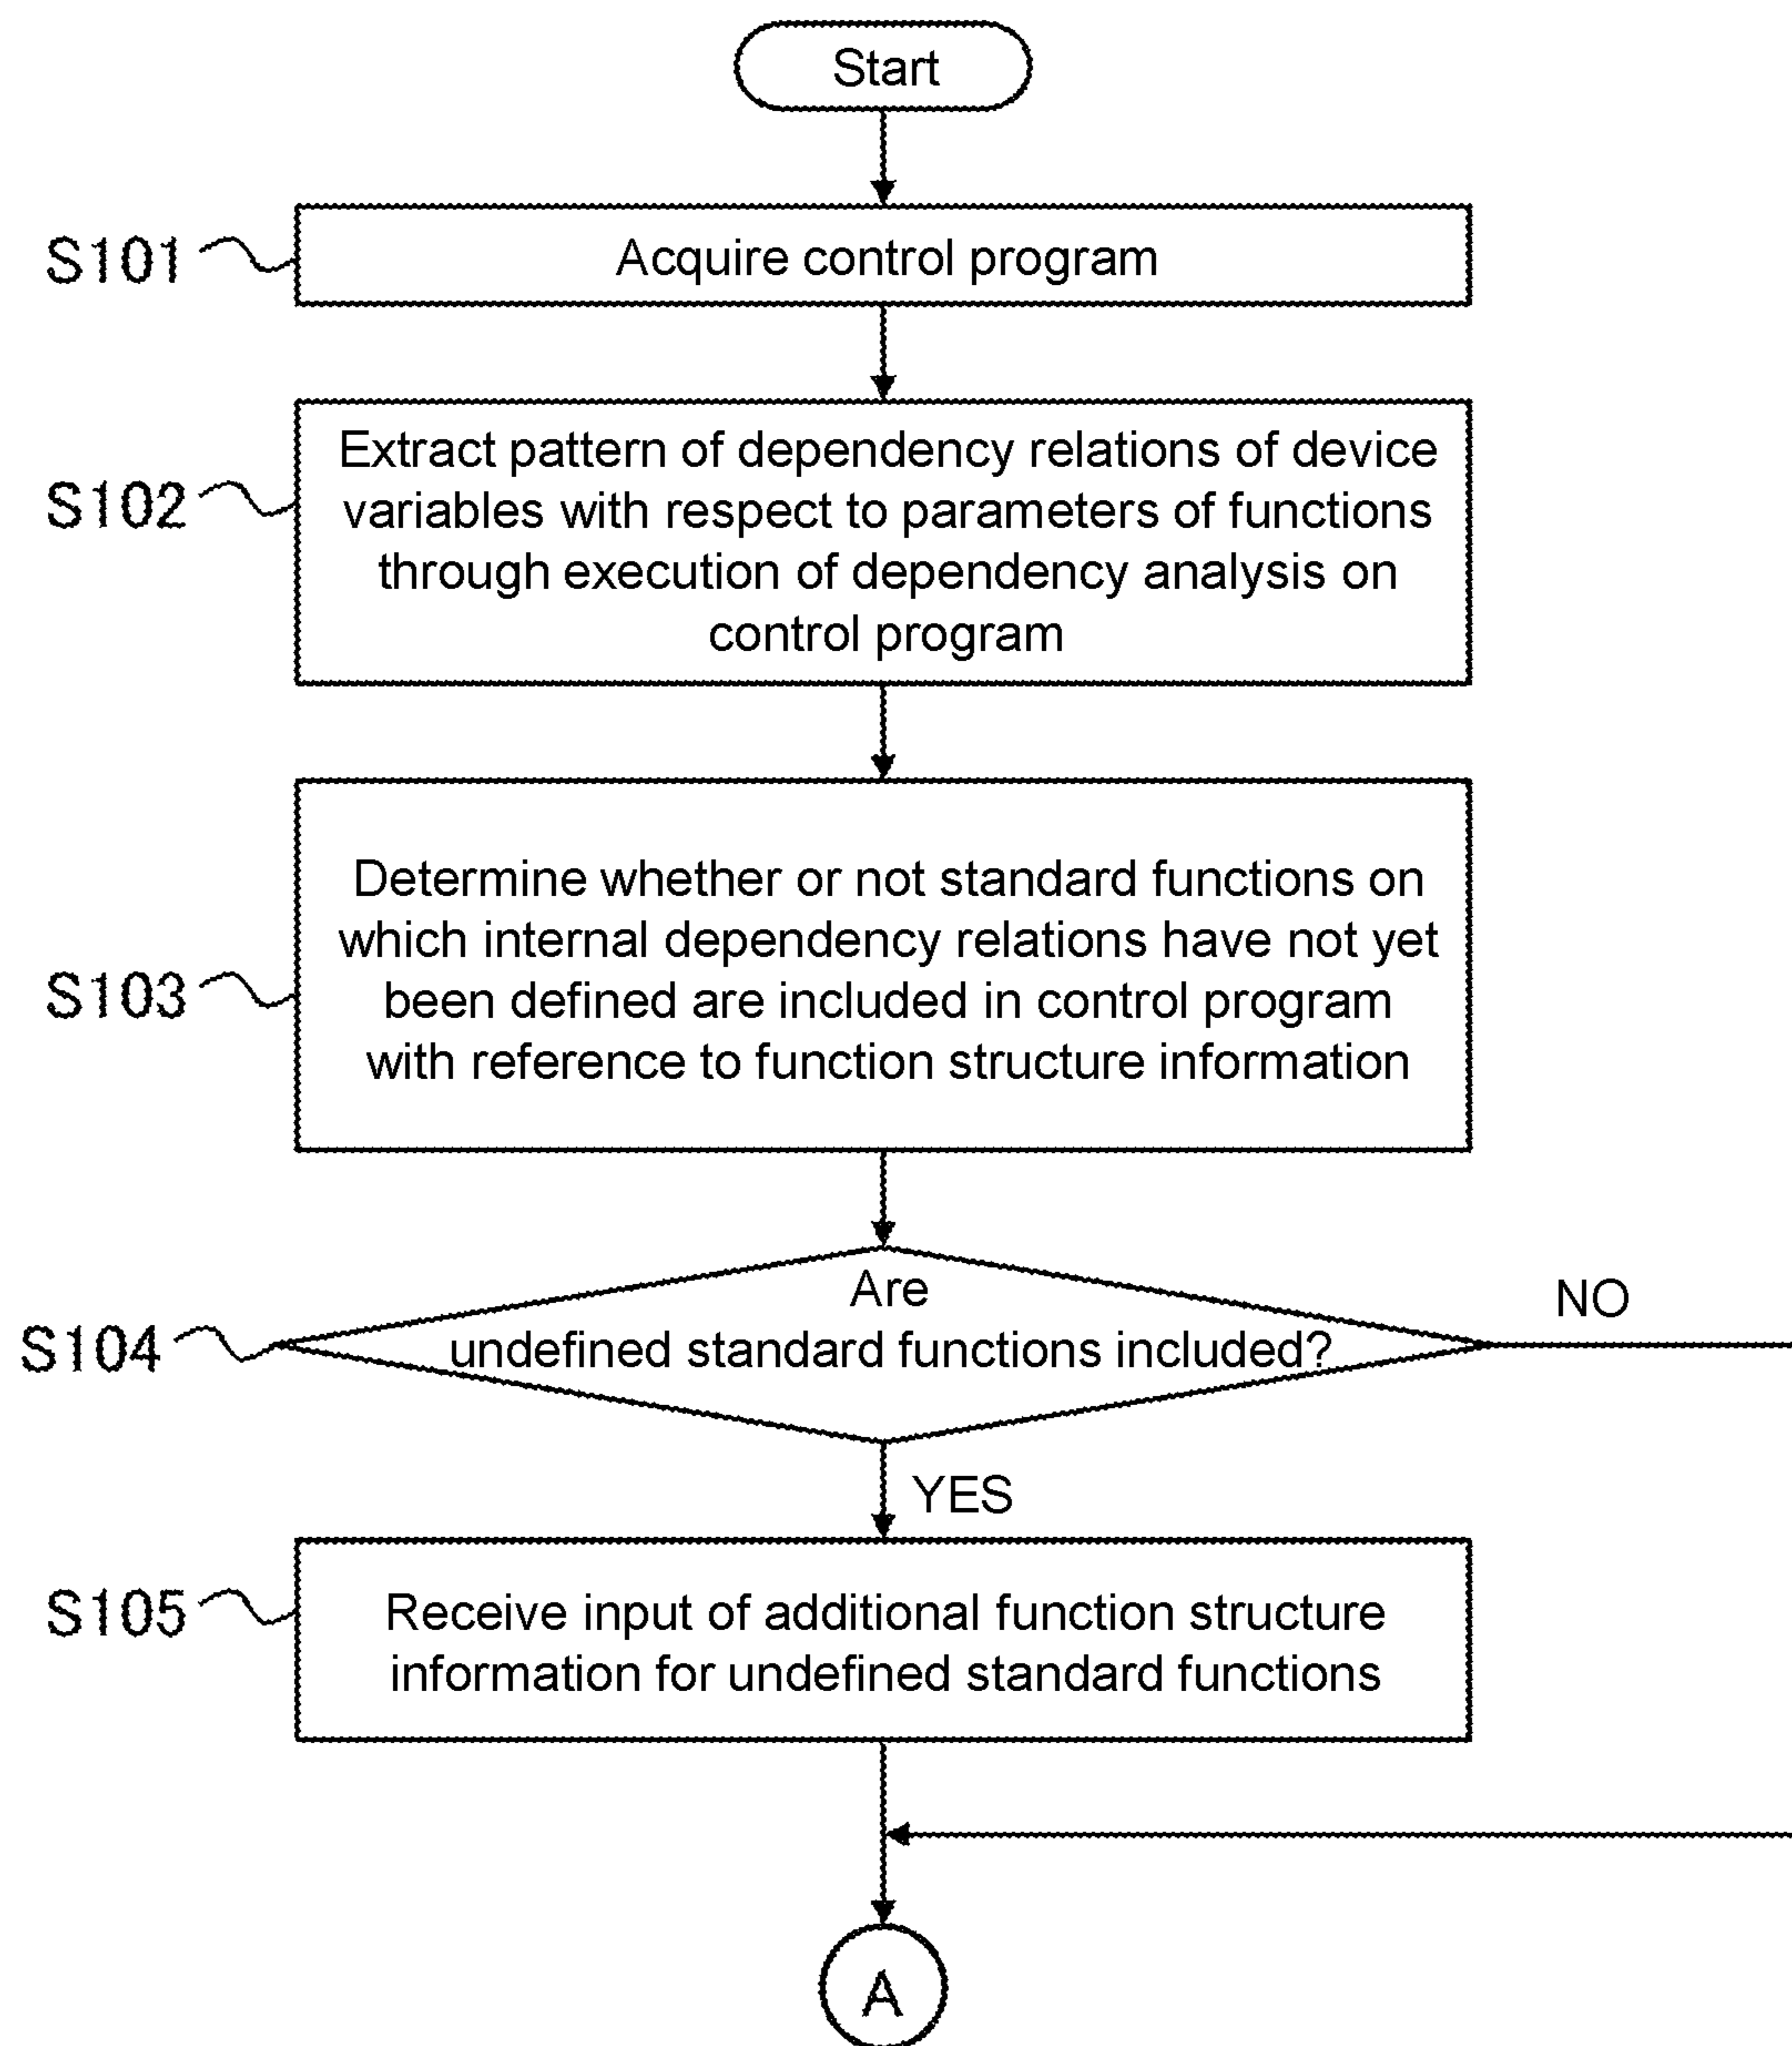 Start
S101
Acquire control program
S102
Extract pattern of dependency relations of device
variables with respect to parameters of functions
through execution of dependency analysis on
control program
S103
Determine whether or not standard functions on
which internal dependency relations have not yet
been defined are included in control program
with reference to function structure information
S104
Are
undefined standard functions included?
NO
YES
S105
Receive input of additional function structure
information for undefined standard functions
A